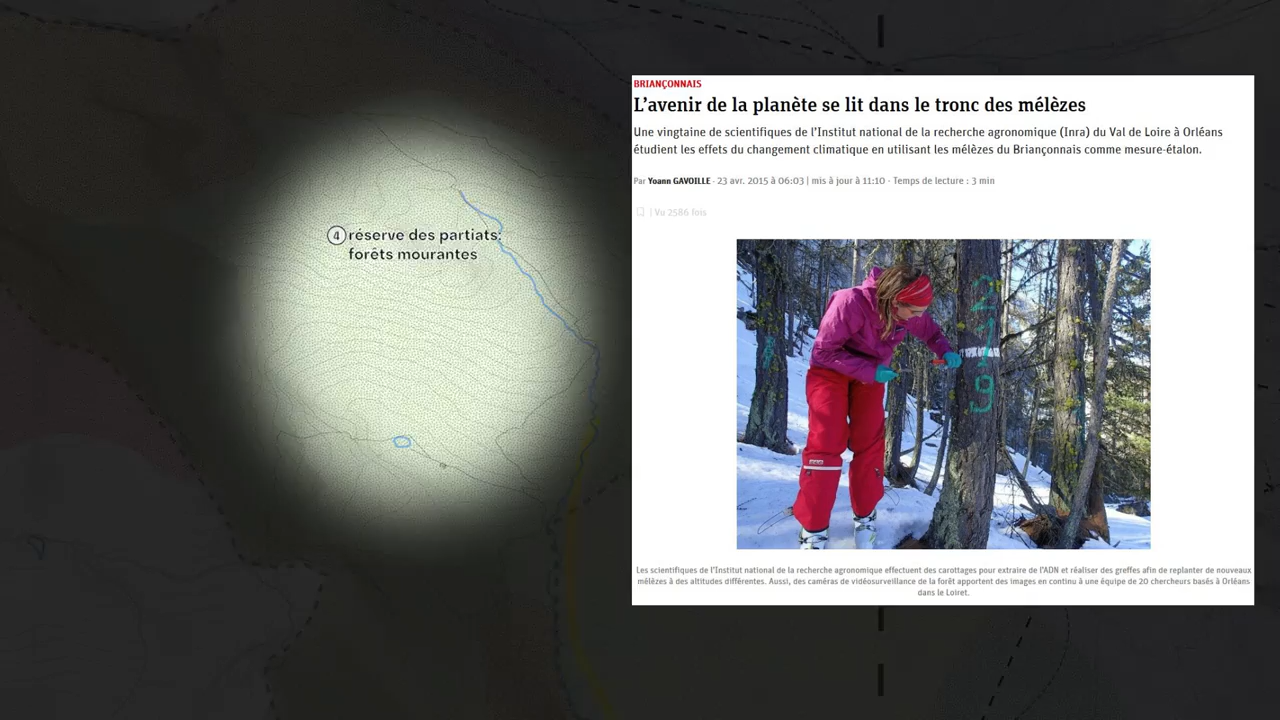 ④ réserve des partiats:
forêts mourantes
BRIANÇONNAIS
L’avenir de la planète se lit dans le tronc des mélèzes
Une vingtaine de scientifiques de l’Institut national de la recherche agronomique (Inra) du Val de Loire à Orléans
étudient les effets du changement climatique en utilisant les mélèzes du Briançonnais comme mesure-étalon.
Par Yoann GAVOILLE - 23 avr. 2015 à 06:03 | mis à jour à 11:10 - Temps de lecture : 3 min
| Vu 2586 fois
2179
Les scientifiques de l’Institut national de la recherche agronomique effectuent des carottages pour extraire de l’ADN et réaliser des greffes afin de replanter de nouveaux
mélèzes à des altitudes différentes. Aussi, des caméras de vidéosurveillance de la forêt apportent des images en continu à une équipe de 20 chercheurs basés à Orléans
dans le Loiret.